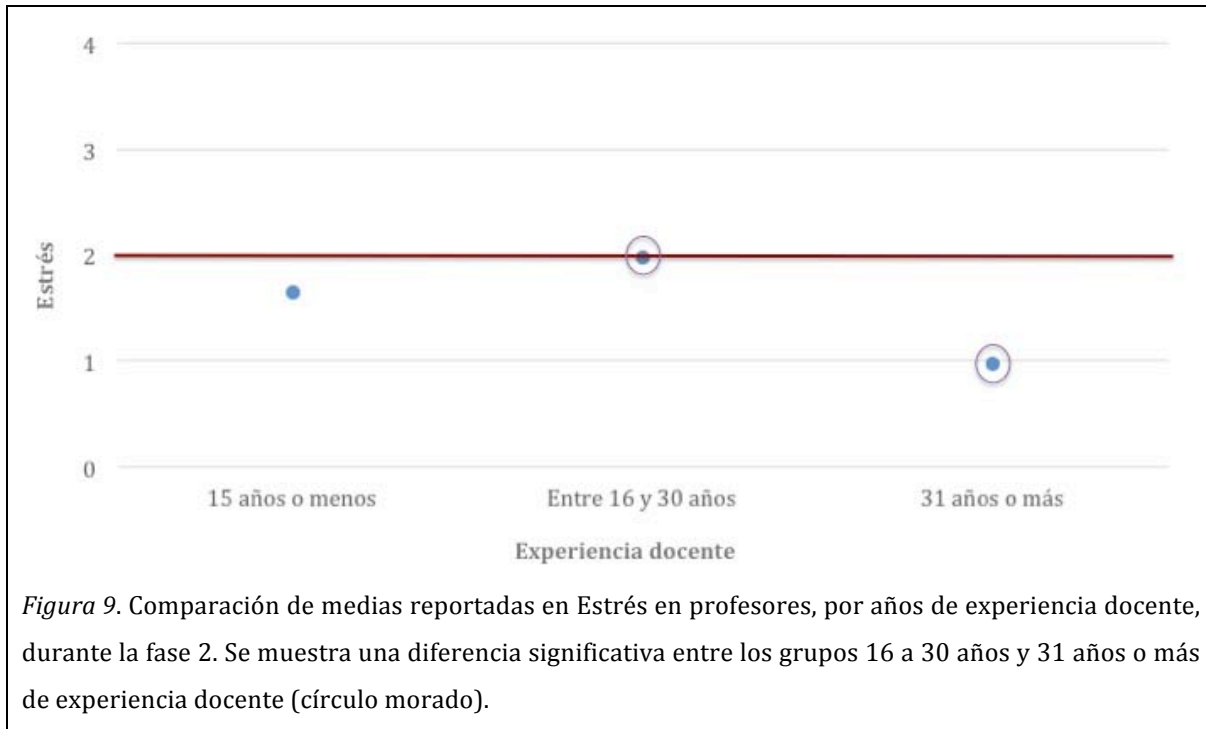 4
3
2
1
0
Estrés
15 años o menos
Entre 16 y 30 años
31 años o más
Experiencia docente
Figura 9. Comparación de medias reportadas en Estrés en profesores, por años de experiencia docente,
durante la fase 2. Se muestra una diferencia significativa entre los grupos 16 a 30 años y 31 años o más
de experiencia docente (círculo morado).